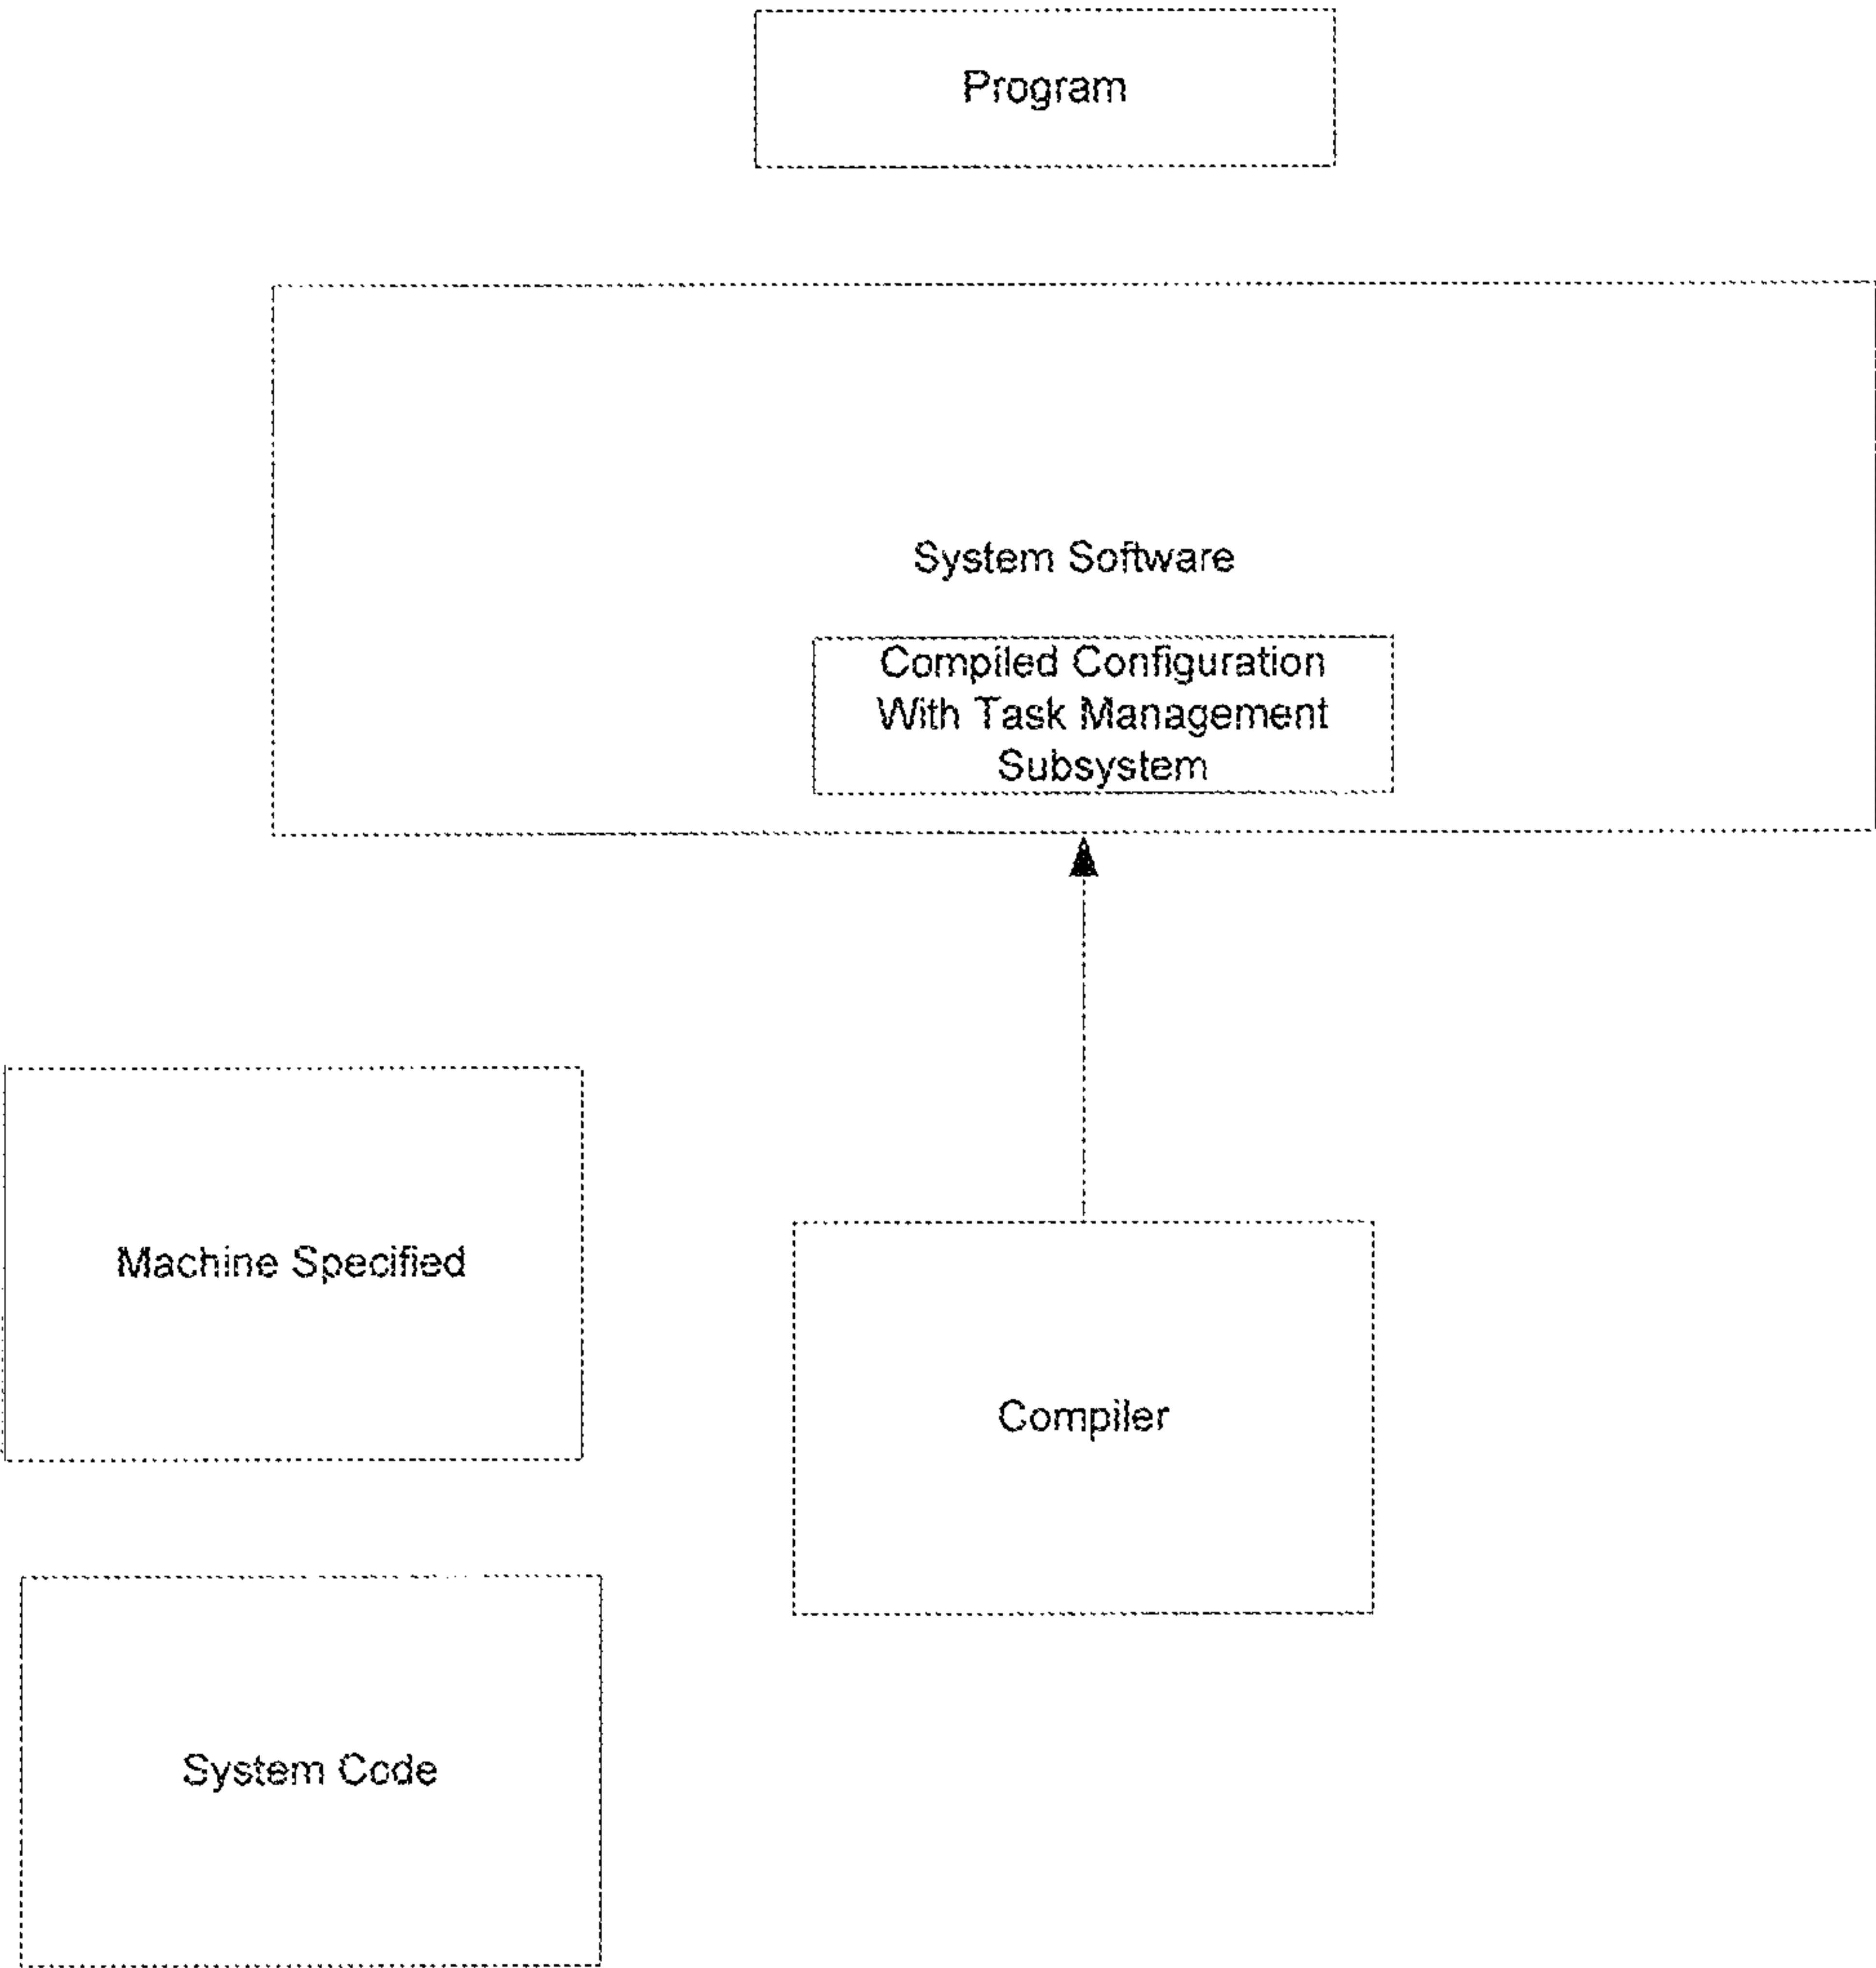 Program
System Software
Compiled Configuration
With Task Management
Subsystem
Machine Specified
Compiler
System Code